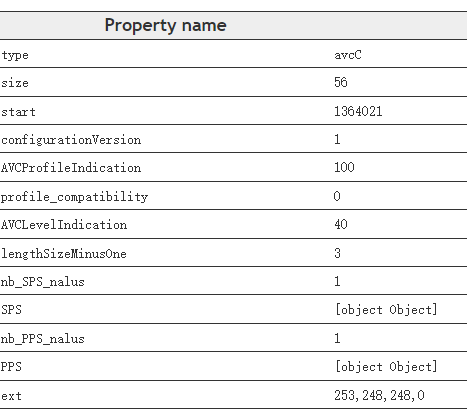 Property name
type avcC
size 56
start 1364021
configurationVersion 1
AVCProfileIndication 100
profile_compatibility 0
AVCLevelIndication 40
lengthSizeMinusOne 3
nb_SPS_nalus 1
SPS [object Object]
nb_PPS_nalus 1
PPS [object Object]
ext 253,248,248,0